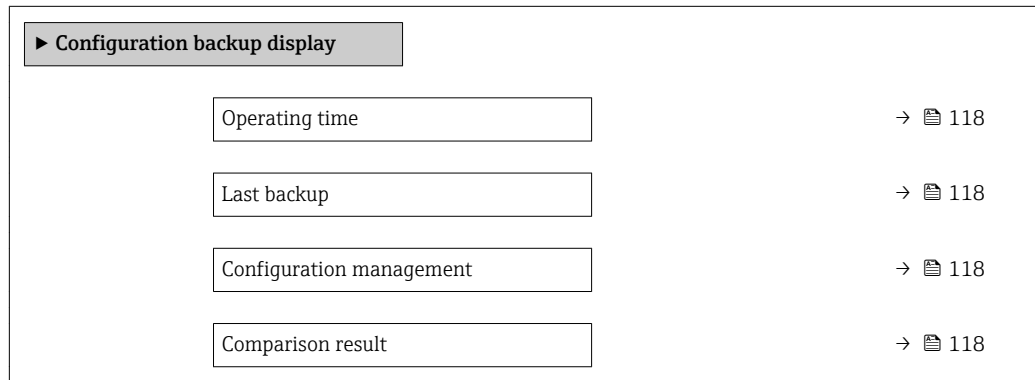 ► Configuration backup display
Operating time → 118
Last backup → 118
Configuration management → 118
Comparison result → 118